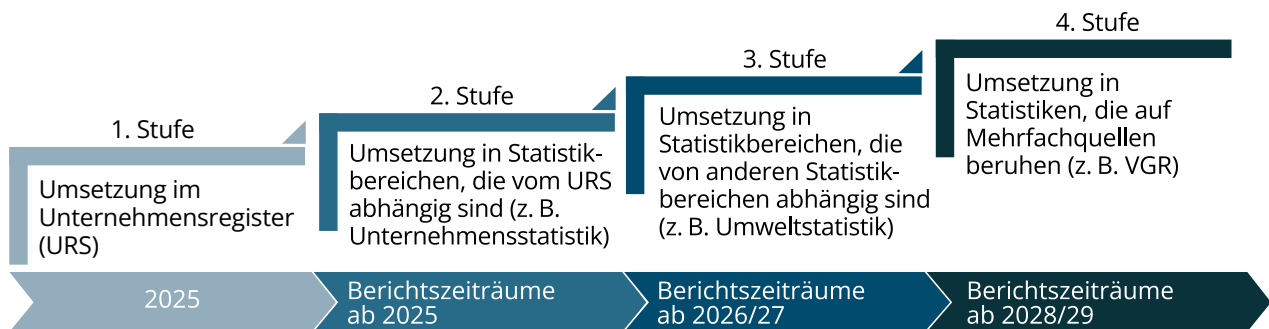 1. Stufe
Umsetzung im
Unternehmensregister
(URS)
2025
2. Stufe
Umsetzung in Statistik-
bereichen, die vom URS
abhängig sind (z. B.
Unternehmensstatistik)
Berichtszeiträume
ab 2025
3. Stufe
Umsetzung in
Statistikbereichen, die
von anderen Statistik-
bereichen abhängig sind
(z. B. Umweltstatistik)
Berichtszeiträume
ab 2026/27
4. Stufe
Umsetzung in
Statistiken, die auf
Mehrfachquellen
beruhen (z. B. VGR)
Berichtszeiträume
ab 2028/29